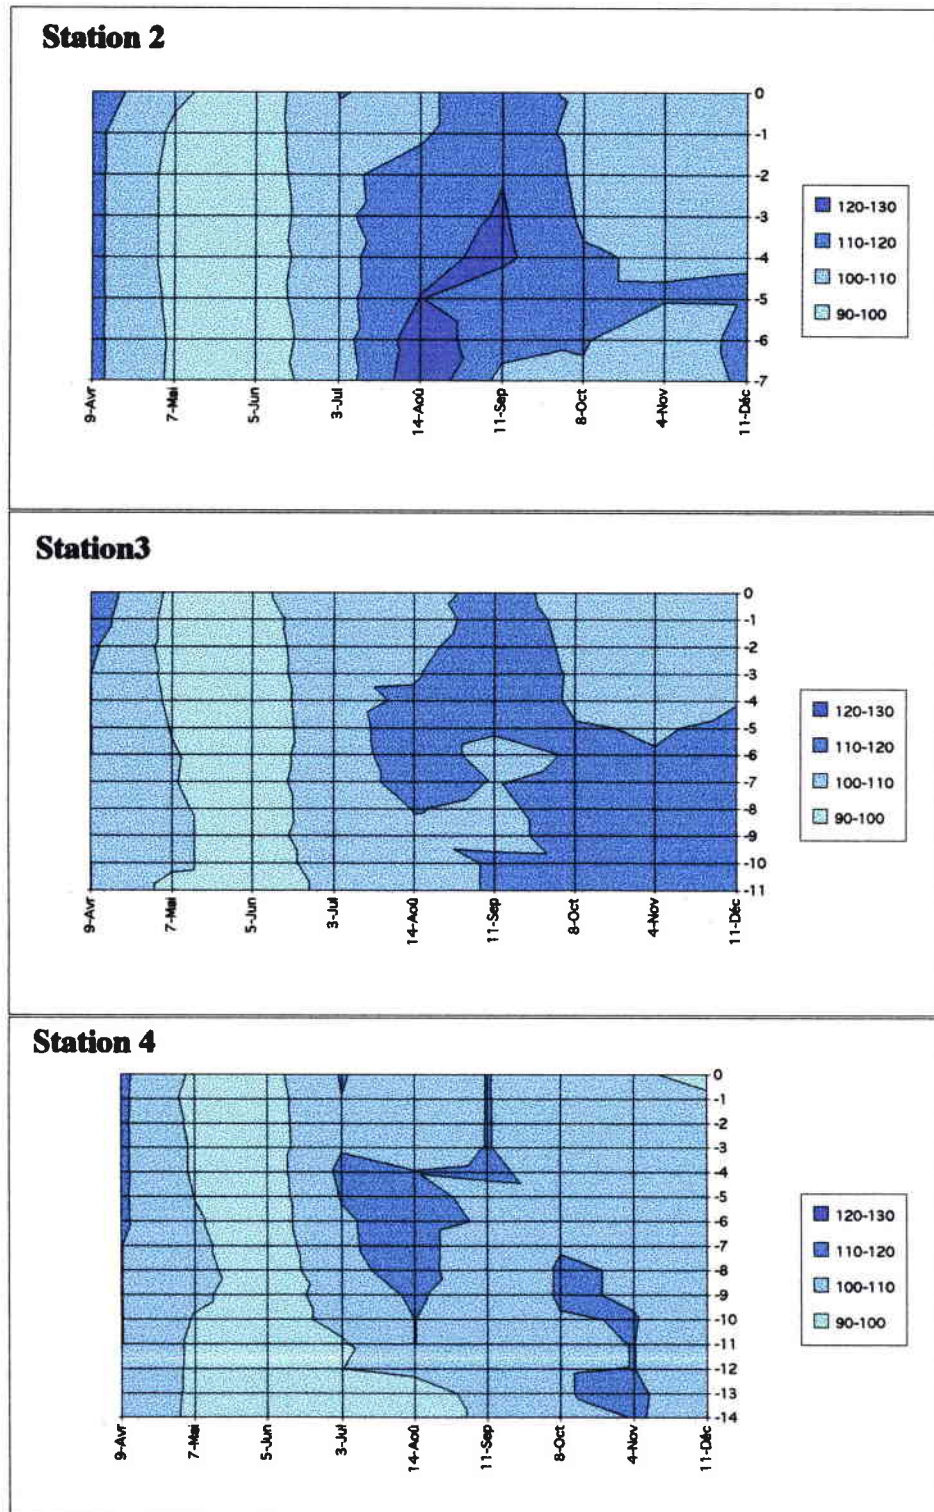 Station 2
0
-1
-2
-3
-4
-5
-6
-7
9-Avr
7-Mai
5-Jun
3-Jul
14-Aoû
11-Sep
8-Oct
4-Nov
11-Déc
120-130
110-120
100-110
90-100
Station3
0
-1
-2
-3
-4
-5
-6
-7
-8
-9
-10
-11
9-Avr
7-Mai
5-Jun
3-Jul
14-Aoû
11-Sep
8-Oct
4-Nov
11-Déc
120-130
110-120
100-110
90-100
Station 4
0
-1
-2
-3
-4
-5
-6
-7
-8
-9
-10
-11
-12
-13
-14
9-Avr
7-Mai
5-Jun
3-Jul
14-Aoû
11-Sep
8-Oct
4-Nov
11-Déc
120-130
110-120
100-110
90-100